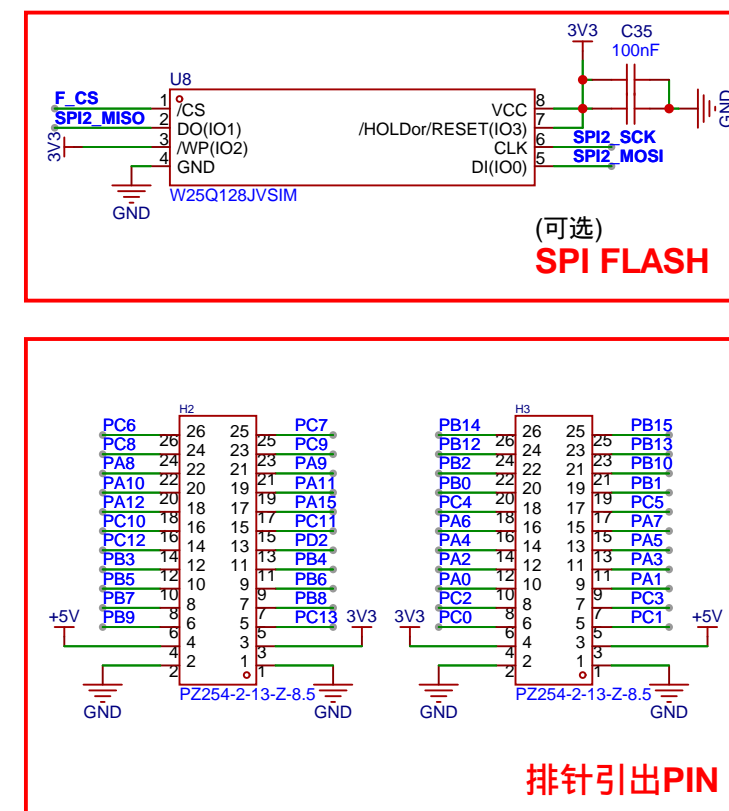 3V3 C35
100nF
U8
F_CS 1 /CS VCC 8
SPI2_MISO 2 DO(IO1) /HOLDor/RESET(IO3) 7
3V3 3 /WP(IO2) CLK 6 SPI2_SCK
4 GND DI(IO0) 5 SPI2_MOSI
GND
GND
W25Q128JVSIM
(可选)
SPI FLASH
H2
PC6 26 26 25 25 PC7
PC8 24 24 23 23 PC9
PA8 22 22 21 21 PA9
PA10 20 20 19 19 PA11
PA12 18 18 17 17 PA15
PC10 16 16 15 15 PC11
PC12 14 14 13 13 PD2
PB3 12 12 11 11 PB4
PB5 10 10 9 9 PB6
PB7 8 8 7 7 PB8
PB9 6 6 5 5 PC13
+5V 4 4 3 3 3V3
2 2 1 1
GND PZ254-2-13-Z-8.5 GND
H3
PB14 26 26 25 25 PB15
PB12 24 24 23 23 PB13
PB2 22 22 21 21 PB10
PB0 20 20 19 19 PB1
PC4 18 18 17 17 PC5
PA6 16 16 15 15 PA7
PA4 14 14 13 13 PA5
PA2 12 12 11 11 PA3
PA0 10 10 9 9 PA1
PC2 8 8 7 7 PC3
PC0 6 6 5 5 PC1
3V3 4 4 3 3 +5V
2 2 1 1
GND PZ254-2-13-Z-8.5 GND
排针引出PIN